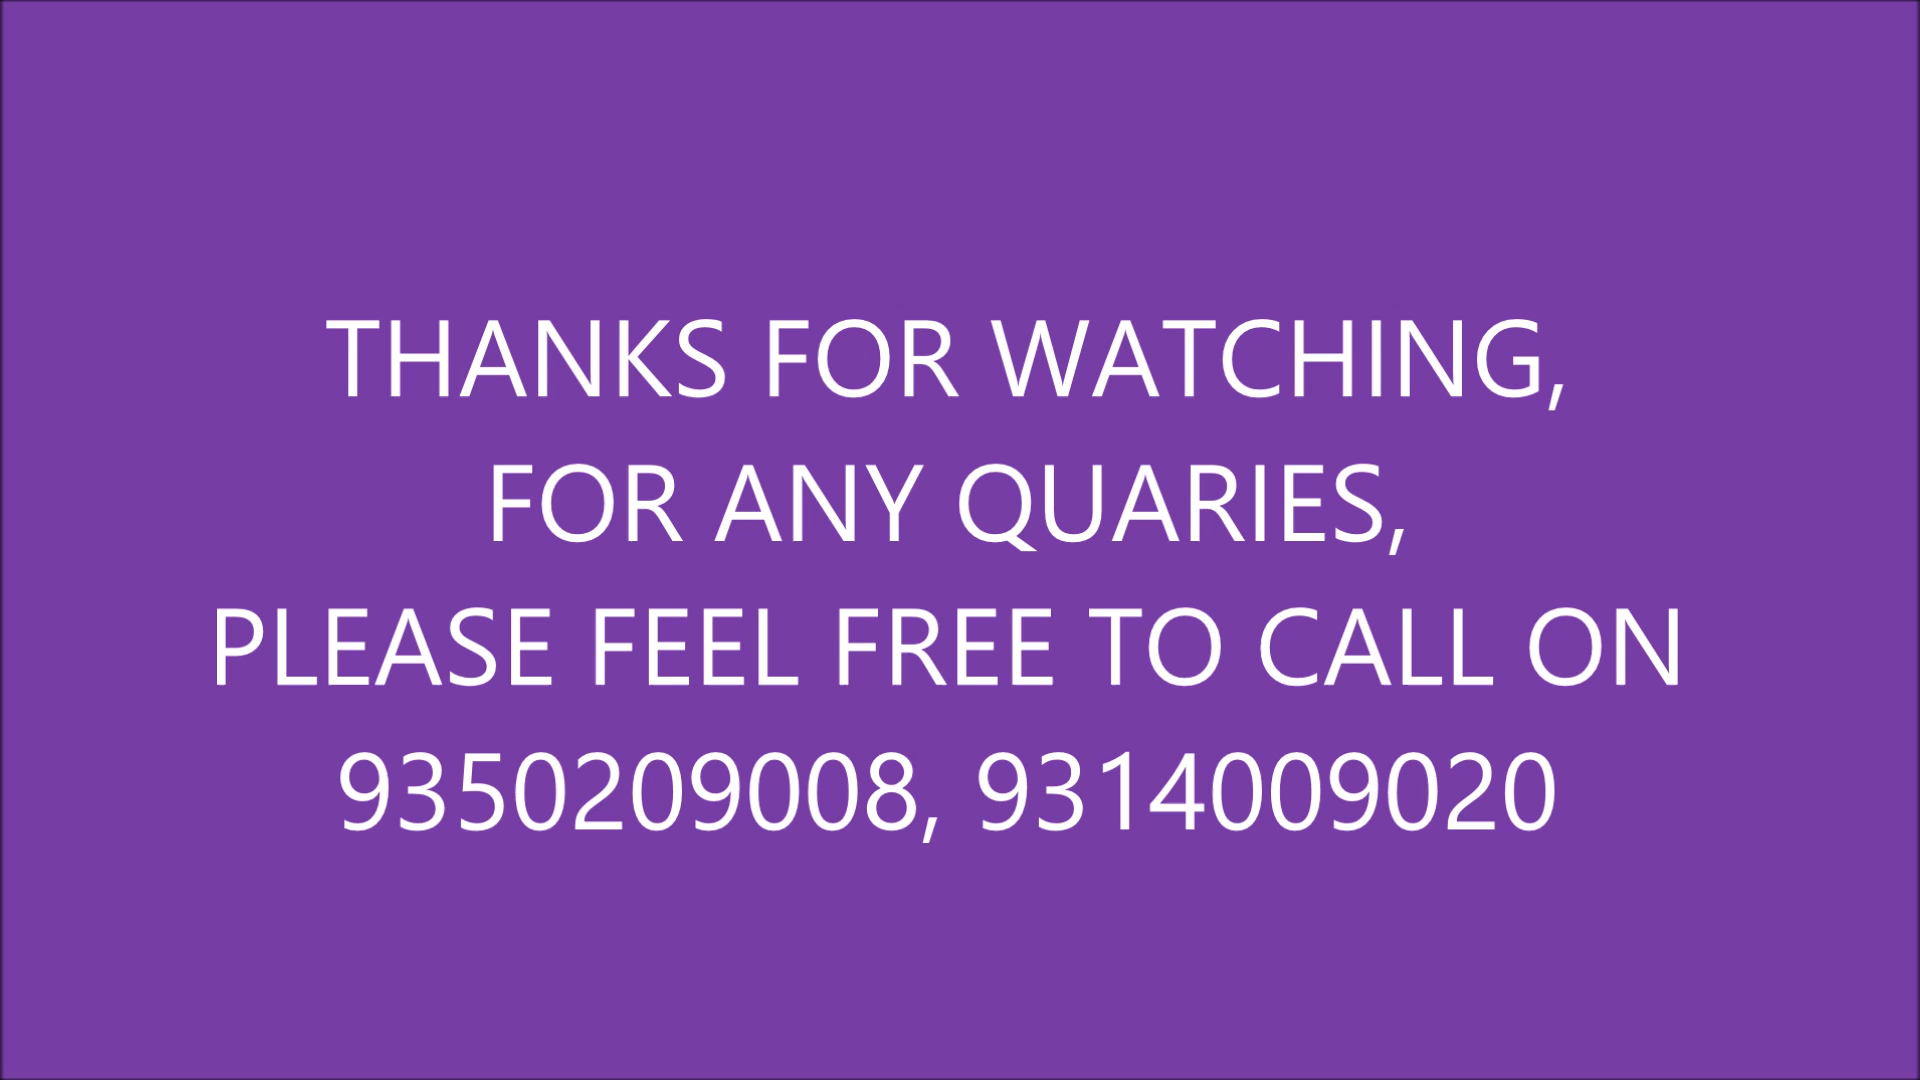 THANKS FOR WATCHING,
FOR ANY QUARIES,
PLEASE FEEL FREE TO CALL ON
9350209008, 9314009020